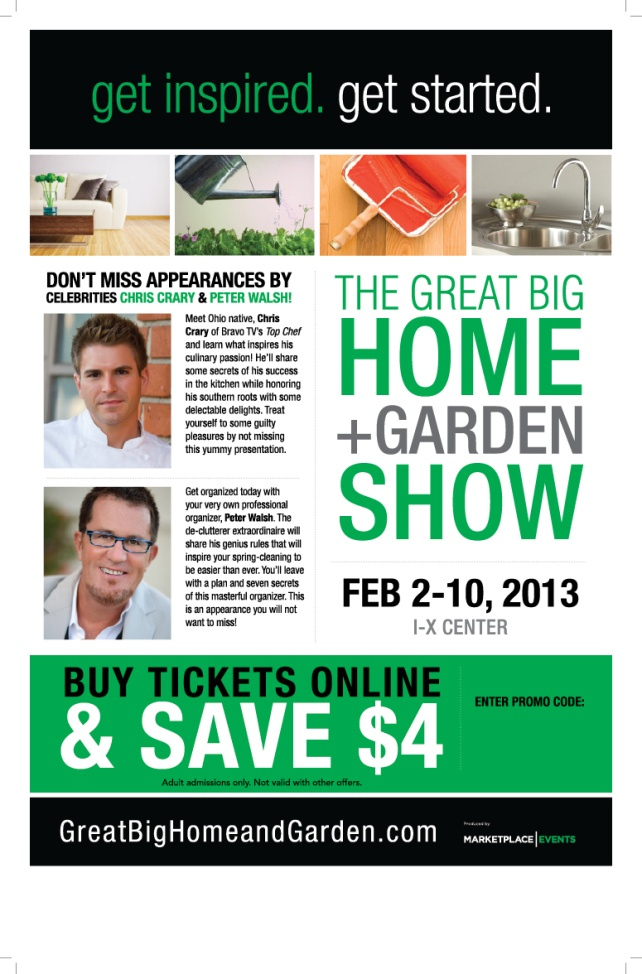 get inspired. get started.
DON'T MISS APPEARANCES BY
CELEBRITIES CHRIS CRARY & PETER WALSH!
Meet Ohio native, Chris
Crary of Bravo TV's Top Chef
and learn what inspires his
culinary passion! He'll share
some secrets of his success
in the kitchen while honoring
his southern roots with some
delectable delights. Treat
yourself to some guilty
pleasures by not missing
this yummy presentation.
Get organized today with
your very own professional
organizer, Peter Walsh. The
de-clutterer extraordinaire will
share his genius rules that will
inspire your spring-cleaning to
be easier than ever. You'll leave
with a plan and seven secrets
of this masterful organizer. This
is an appearance you will not
want to miss!
THE GREAT BIG
HOME
+GARDEN
SHOW
FEB 2-10, 2013
I-X CENTER
BUY TICKETS ONLINE
& SAVE $4
Adult admissions only. Not valid with other offers.
ENTER PROMO CODE:
GreatBigHomeandGarden.com
Produced by
MARKETPLACE|EVENTS